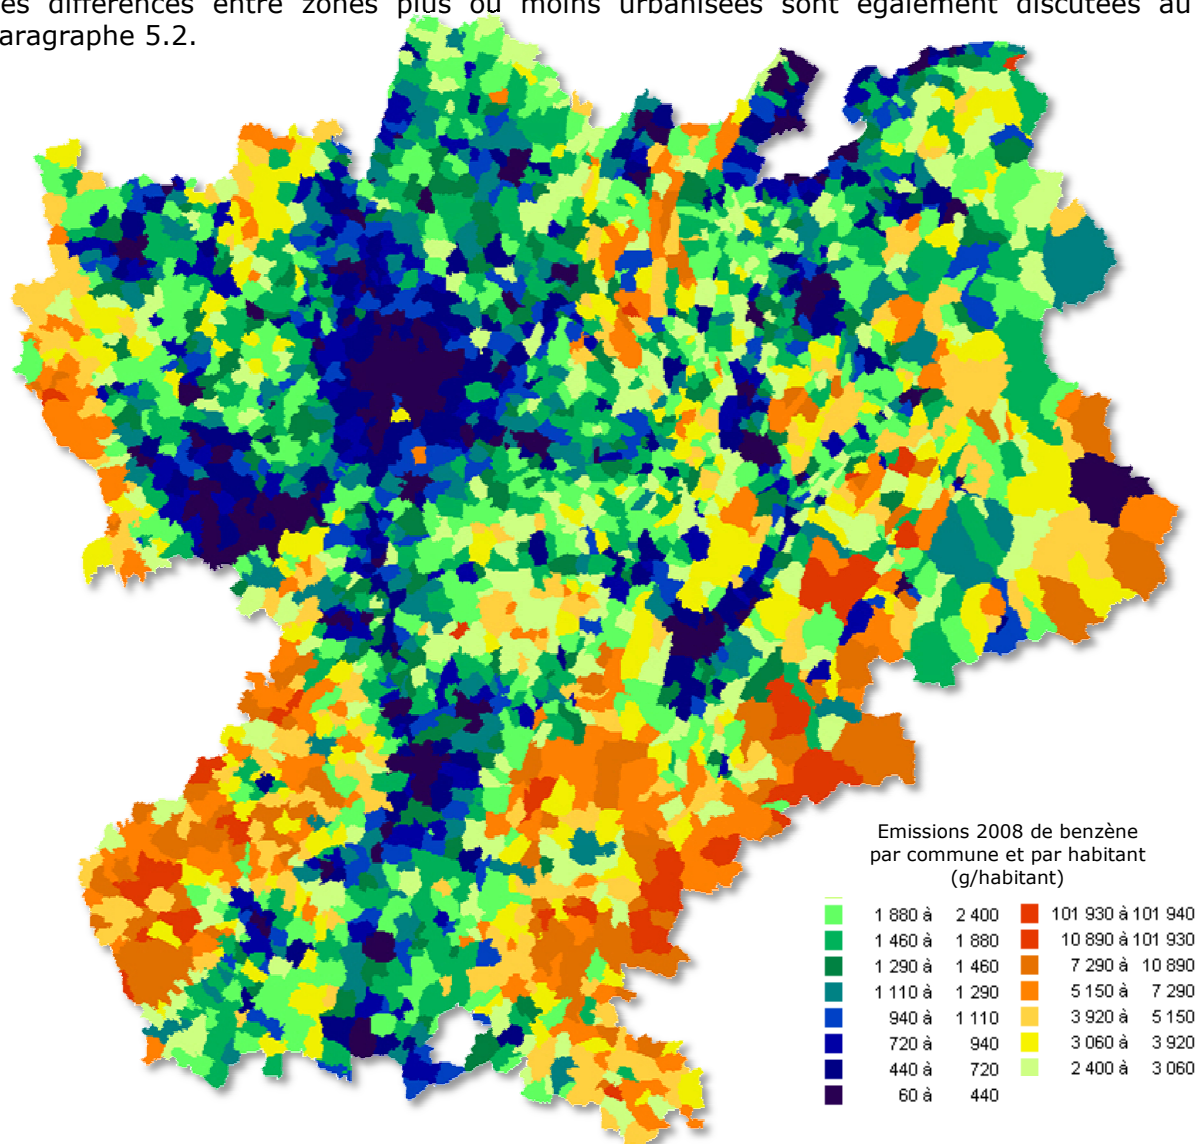 es différences entre zones plus ou moins urbanisées sont également discutées au
aragraphe 5.2.
Emissions 2008 de benzène
par commune et par habitant
(g/habitant)
1 880 à 2 400
1 460 à 1 880
1 290 à 1 460
1 110 à 1 290
940 à 1 110
720 à 940
440 à 720
60 à 440
101 930 à 101 940
10 890 à 101 930
7 290 à 10 890
5 150 à 7 290
3 920 à 5 150
3 060 à 3 920
2 400 à 3 060